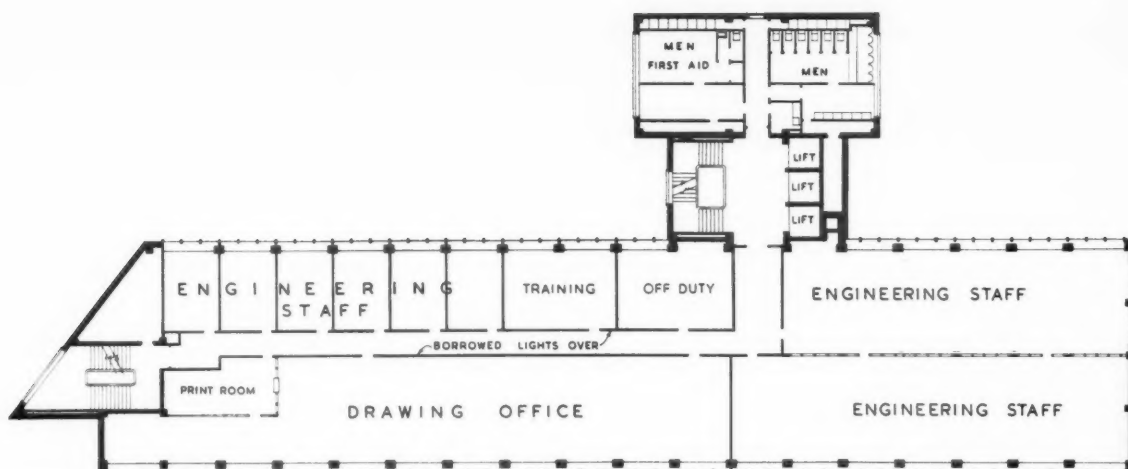 MEN
FIRST AID
MEN
LIFT
LIFT
LIFT
ENGINEERING
STAFF
TRAINING
OFF DUTY
ENGINEERING STAFF
BORROWED LIGHTS OVER
PRINT ROOM
DRAWING OFFICE
ENGINEERING STAFF